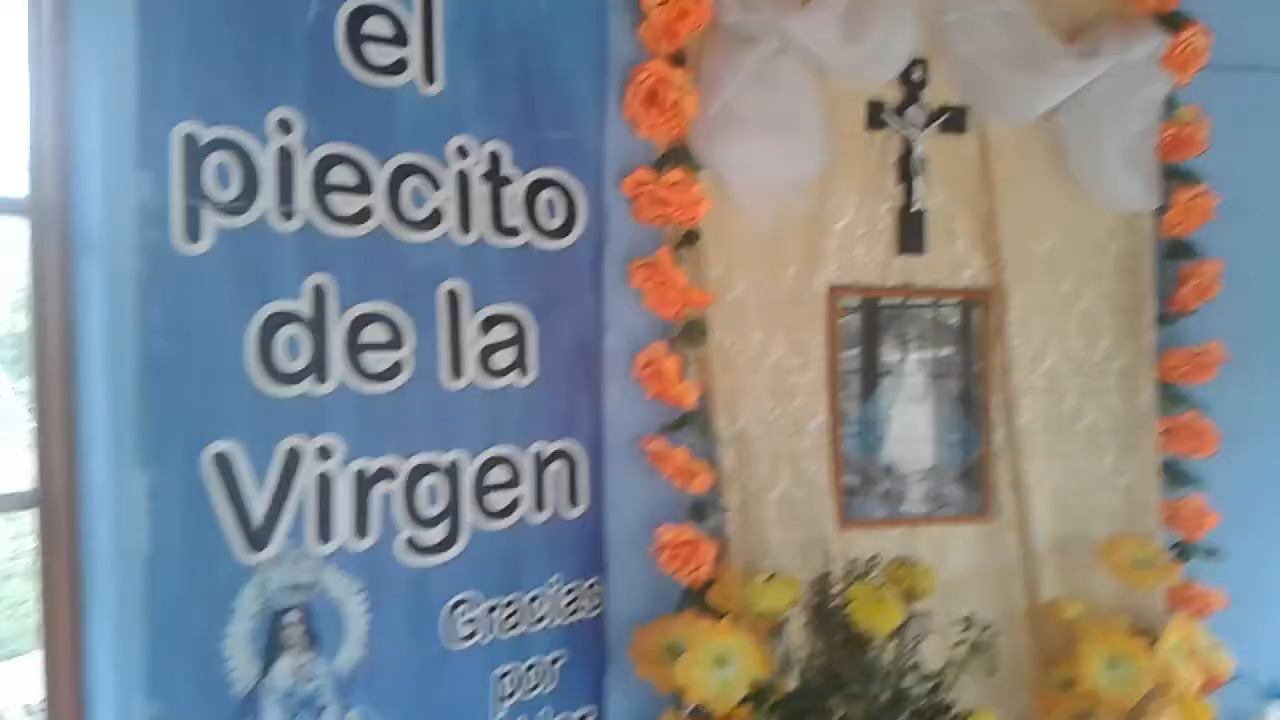 el
piecito
de la
Virgen
Gracias
por